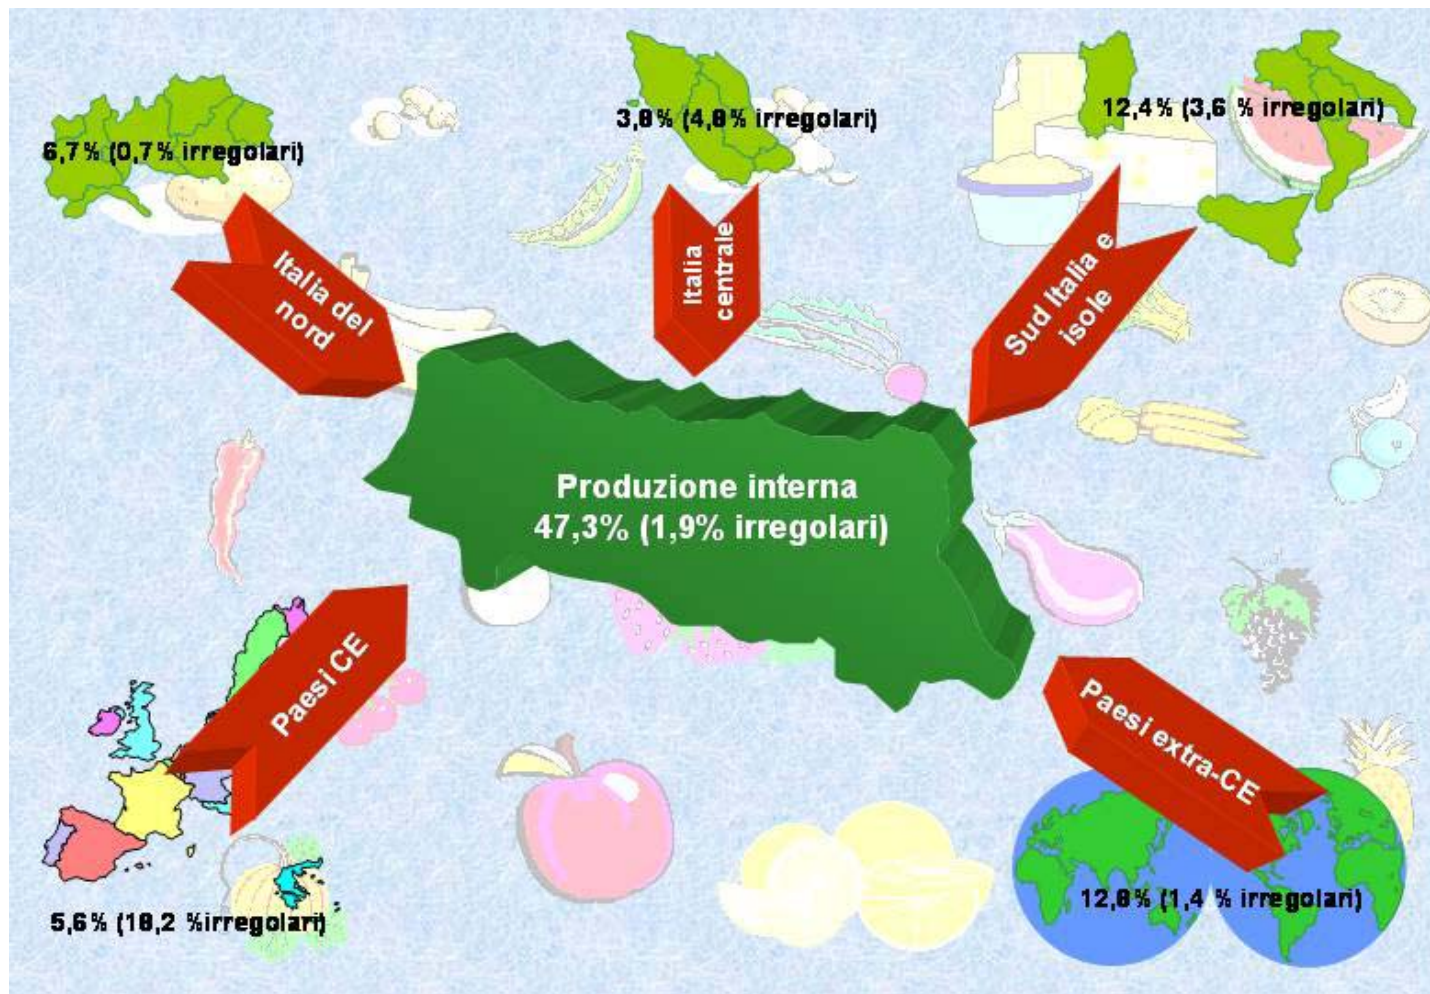 6,7% (0,7% irregolari)
3,8% (4,8% irregolari)
12,4% (3,6 % irregolari)
Italia del
nord
Italia
centrale
Sud Italia e
isole
Produzione interna
47,3% (1,9% irregolari)
Paesi CE
Paesi extra-CE
5,6% (18,2 %irregolari)
12,8% (1,4 % irregolari)